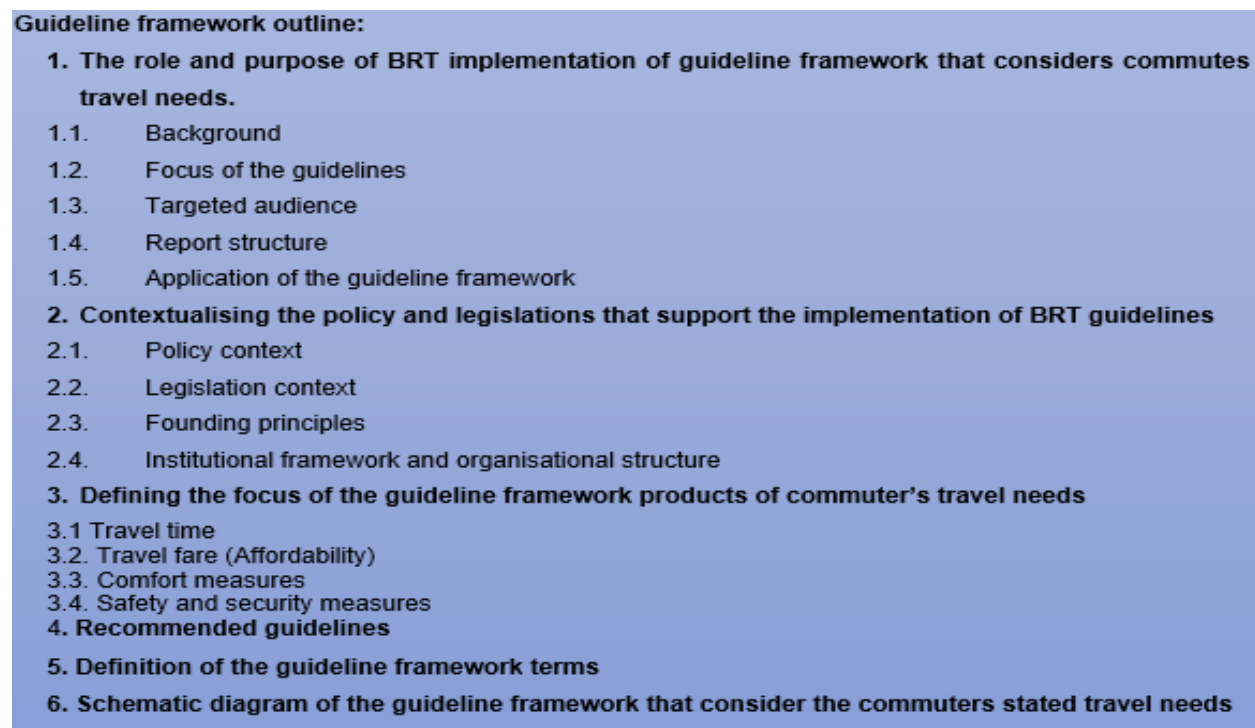 Guideline framework outline:
1. The role and purpose of BRT implementation of guideline framework that considers commutes
travel needs.
1.1. Background
1.2. Focus of the guidelines
1.3. Targeted audience
1.4. Report structure
1.5. Application of the guideline framework
2. Contextualising the policy and legislations that support the implementation of BRT guidelines
2.1. Policy context
2.2. Legislation context
2.3. Founding principles
2.4. Institutional framework and organisational structure
3. Defining the focus of the guideline framework products of commuter's travel needs
3.1 Travel time
3.2. Travel fare (Affordability)
3.3. Comfort measures
3.4. Safety and security measures
4. Recommended guidelines
5. Definition of the guideline framework terms
6. Schematic diagram of the guideline framework that consider the commuters stated travel needs